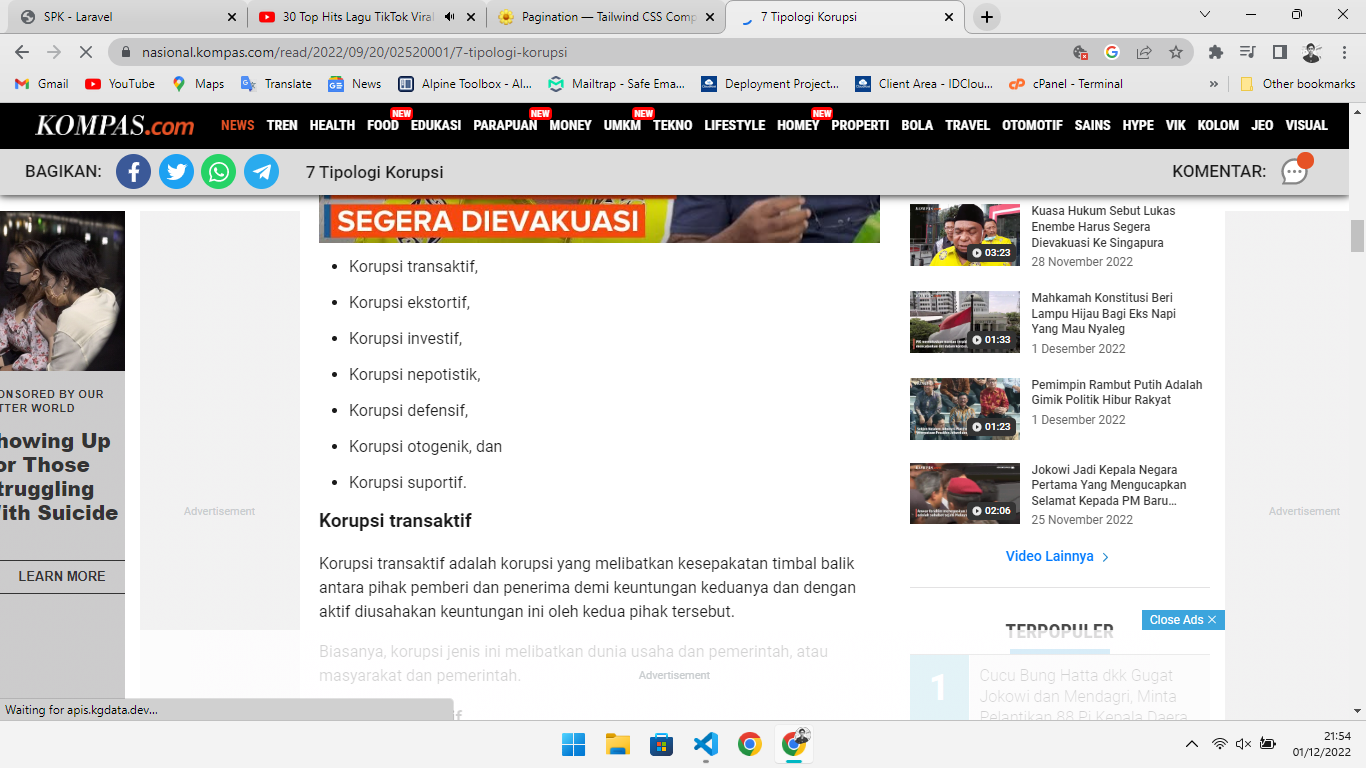 SPK - Laravel
30 Top Hits Lagu TikTok Viral
Pagination — Tailwind CSS Comp
7 Tipologi Korupsi
nasional.kompas.com/read/2022/09/20/02520001/7-tipologi-korupsi
Gmail YouTube Maps Translate News Alpine Toolbox - Al... Mailtrap - Safe Ema... Deployment Project... Client Area - IDClou... cPanel - Terminal » Other bookmarks
KOMPAS.com NEWS TREN HEALTH FOOD NEW EDUKASI PARAPUAN NEW MONEY UMKM NEW TEKNO LIFESTYLE HOMEY NEW PROPERTI BOLA TRAVEL OTOMOTIF SAINS HYPE VIK KOLOM JEO VISUAL
BAGIKAN: 7 Tipologi Korupsi KOMENTAR:
ONSORED BY OUR
TTER WORLD
howing Up
or Those
truggling
ith Suicide
LEARN MORE
Advertisement
SEGERA DIEVAKUASI
• Korupsi transaktif,
• Korupsi ekstortif,
• Korupsi investif,
• Korupsi nepotistik,
• Korupsi defensif,
• Korupsi otogenik, dan
• Korupsi suportif.
Korupsi transaktif
Korupsi transaktif adalah korupsi yang melibatkan kesepakatan timbal balik
antara pihak pemberi dan penerima demi keuntungan keduanya dan dengan
aktif diusahakan keuntungan ini oleh kedua pihak tersebut.
Biasanya, korupsi jenis ini melibatkan dunia usaha dan pemerintah, atau
masyarakat dan pemerintah.
Advertisement
03:23
Kuasa Hukum Sebut Lukas
Enembe Harus Segera
Dievakuasi Ke Singapura
28 November 2022
01:33
Mahkamah Konstitusi Beri
Lampu Hijau Bagi Eks Napi
Yang Mau Nyaleg
1 Desember 2022
01:23
Pemimpin Rambut Putih Adalah
Gimik Politik Hibur Rakyat
1 Desember 2022
02:06
Jokowi Jadi Kepala Negara
Pertama Yang Mengucapkan
Selamat Kepada PM Baru...
25 November 2022
Video Lainnya
Close Ads ×
TERPOPULER
1
Cucu Bung Hatta dkk Gugat
Jokowi dan Mendagri, Minta
Pelantikan 88 Pj Kepala Daera
Advertisement
Waiting for apis.kgdata.dev...
21:54
01/12/2022